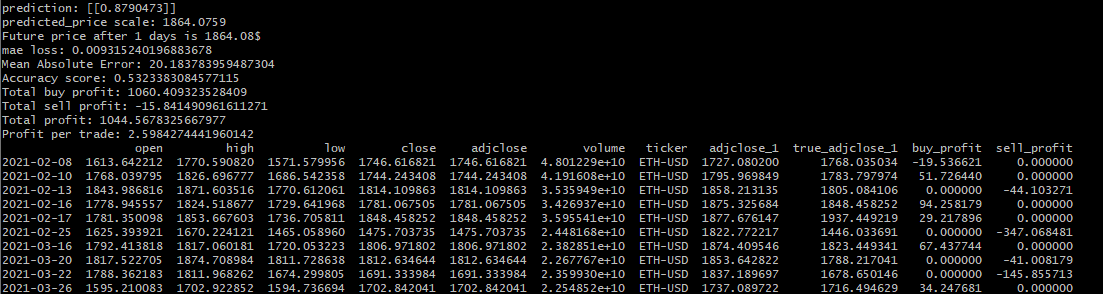 prediction: [[0.8790473]]
predicted_price scale: 1864.0759
Future price after 1 days is 1864.08$
mae loss: 0.009315240196883678
Mean Absolute Error: 20.183783959487304
Accuracy score: 0.5323383084577115
Total buy profit: 1060.409323528409
Total sell profit: -15.841490961611271
Total profit: 1044.5678325667977
Profit per trade: 2.5984274441960142
open high low close adjclose volume ticker adjclose_1 true_adjclose_1 buy_profit sell_profit
2021-02-08 1613.642212 1770.590820 1571.579956 1746.616821 1746.616821 4.801229e+10 ETH-USD 1727.080200 1768.035034 -19.536621 0.000000
2021-02-10 1768.039795 1826.696777 1686.542358 1744.243408 1744.243408 4.191608e+10 ETH-USD 1795.969849 1783.797974 51.726440 0.000000
2021-02-13 1843.986816 1871.603516 1770.612061 1814.109863 1814.109863 3.535949e+10 ETH-USD 1858.213135 1805.084106 0.000000 -44.103271
2021-02-16 1778.945557 1824.518677 1729.641968 1781.067505 1781.067505 3.426937e+10 ETH-USD 1875.325684 1848.458252 94.258179 0.000000
2021-02-17 1781.350098 1853.667603 1736.705811 1848.458252 1848.458252 3.595541e+10 ETH-USD 1877.676147 1937.449219 29.217896 0.000000
2021-02-25 1625.393921 1670.224121 1465.058960 1475.703735 1475.703735 2.448168e+10 ETH-USD 1822.772217 1446.033691 0.000000 -347.068481
2021-03-16 1792.413818 1817.060181 1720.053223 1806.971802 1806.971802 2.382851e+10 ETH-USD 1874.409546 1823.449341 67.437744 0.000000
2021-03-20 1817.522705 1874.708984 1811.728638 1812.634644 1812.634644 2.267767e+10 ETH-USD 1853.642822 1788.217041 0.000000 -41.008179
2021-03-22 1788.362183 1811.968262 1674.299805 1691.333984 1691.333984 2.359930e+10 ETH-USD 1837.189697 1678.650146 0.000000 -145.855713
2021-03-26 1595.210083 1702.922852 1594.736694 1702.842041 1702.842041 2.254852e+10 ETH-USD 1737.089722 1716.494629 34.247681 0.000000